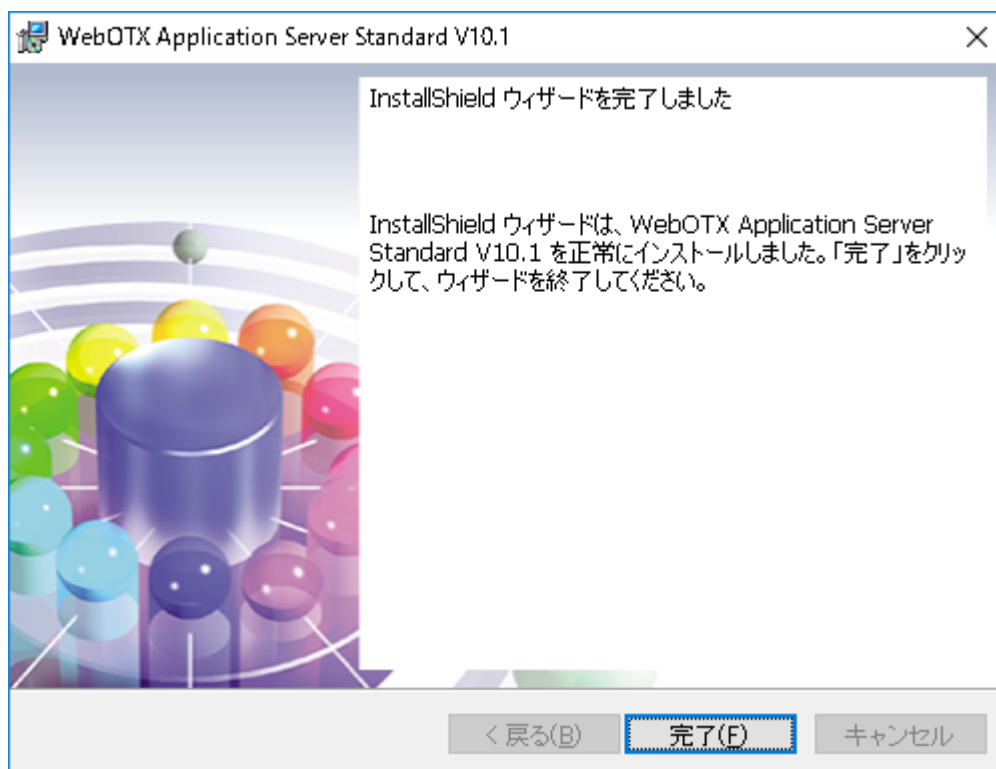 WebOTX Application Server Standard V10.1
InstallShield ウィザードを完了しました
InstallShield ウィザードは、WebOTX Application Server
Standard V10.1 を正常にインストールしました。「完了」をクリッ
クして、ウィザードを終了してください。
< 戻る(B)
完了(F)
キャンセル